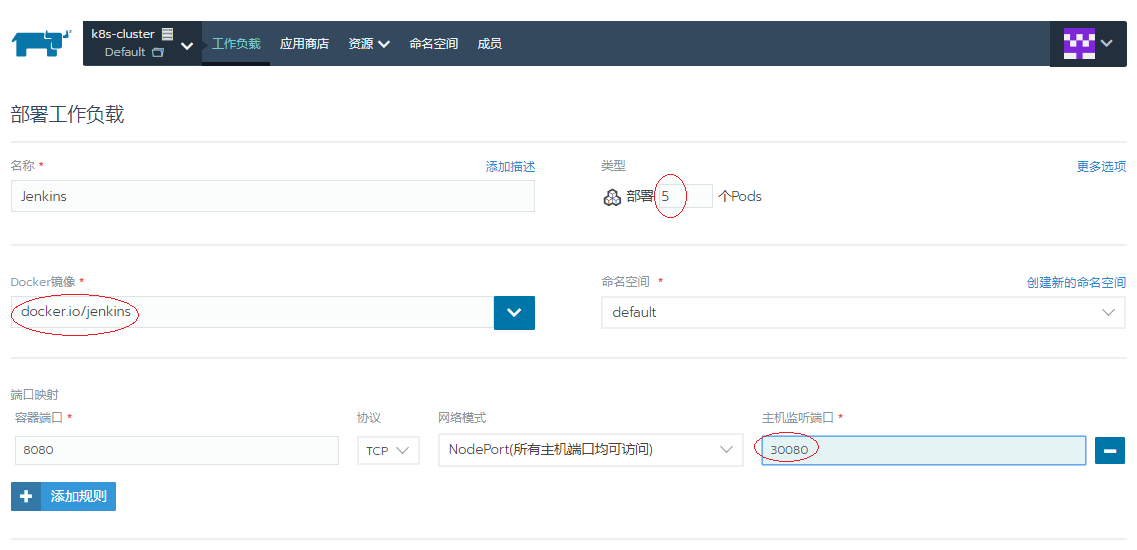 k8s-cluster
Default
工作负载 应用商店 资源 命名空间 成员
部署工作负载
名称 * 添加描述 类型 更多选项
Jenkins 部署 5 个Pods
Docker镜像 * 命名空间 * 创建新的命名空间
docker.io/jenkins default
端口映射
容器端口 * 协议 网络模式 主机监听端口 *
8080 TCP NodePort(所有主机端口均可访问) 30080
添加规则